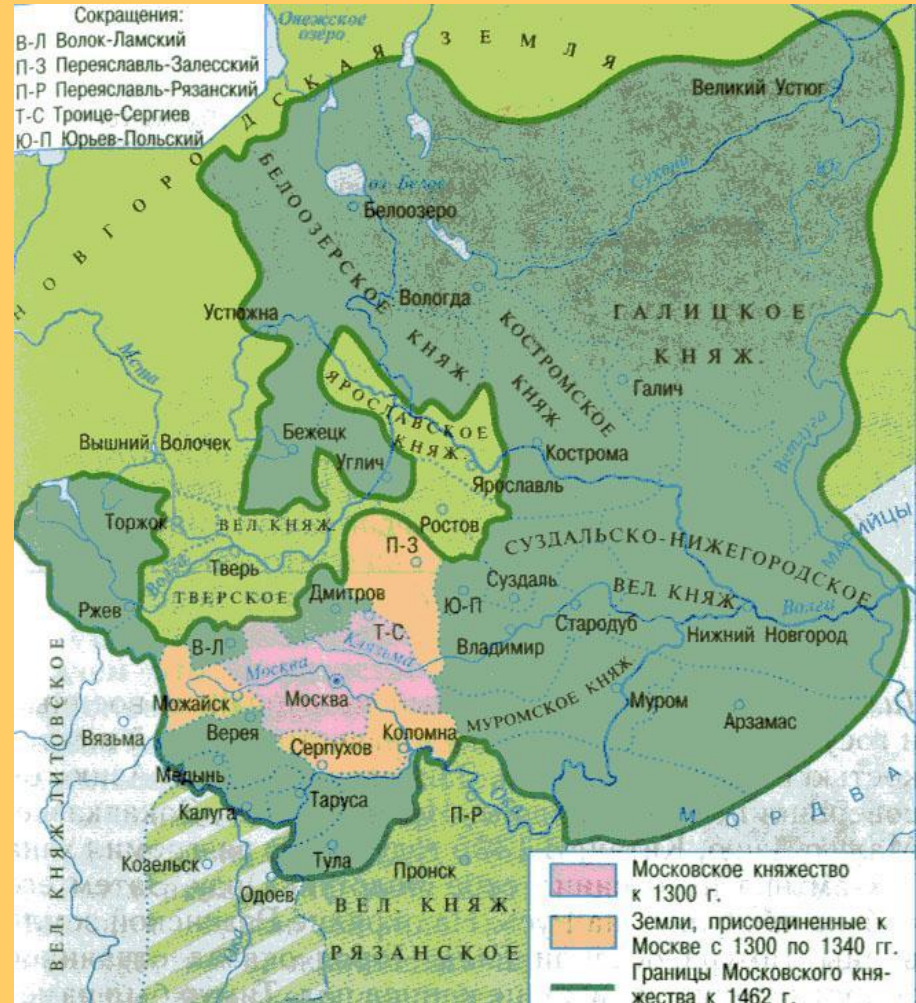 Сокращения:
В-Л Волок-Ламский
П-З Переяславль-Залесский
П-Р Переяславль-Рязанский
Т-С Троице-Сергиев
Ю-П Юрьев-Польский
Онежское
озеро
НОВГОРОДСКАЯ ЗЕМЛЯ
Великий Устюг
Сухона
Юг
оз. Белое
Белоозеро
БЕЛООЗЕРСКОЕ КНЯЖ.
Вологда
Устюжна
КОСТРОМСКОЕ КНЯЖ
ГАЛИЦКОЕ
КНЯЖ.
Галич
Мста
ЯРОСЛАВСКОЕ
КНЯЖ.
Ветлуга
Вышний Волочек
Бежецк
Углич
Кострома
Ярославль
Торжок
ВЕЛ. КНЯЖ.
Ростов
МАРИЙЦЫ
П-З
Тверь
Волга
ТВЕРСКОЕ
СУЗДАЛЬСКО-НИЖЕГОРОДСКОЕ
ВЕЛ. КНЯЖ.
Суздаль
Дмитров
Ю-П
Ржев
Стародуб
Волга
Т-С
В-Л
Клязьма
Владимир
Нижний Новгород
Москва
Можайск
Москва
МУРОМСКОЕ КНЯЖ
Муром
Арзамас
Вязьма
Верея
Серпухов
Коломна
Медынь
Таруса
Калуга
Ока
П-Р
МОРДВА
Козельск
Тула
Пронск
Одоев
ВЕЛ. КНЯЖ.
РЯЗАНСКОЕ
ВЕЛ. КНЯЖ ЛИТОВСКОЕ
Московское княжество
к 1300 г.
Земли, присоединенные к
Москве с 1300 по 1340 гг.
Границы Московского кня-
жества к 1462 г.